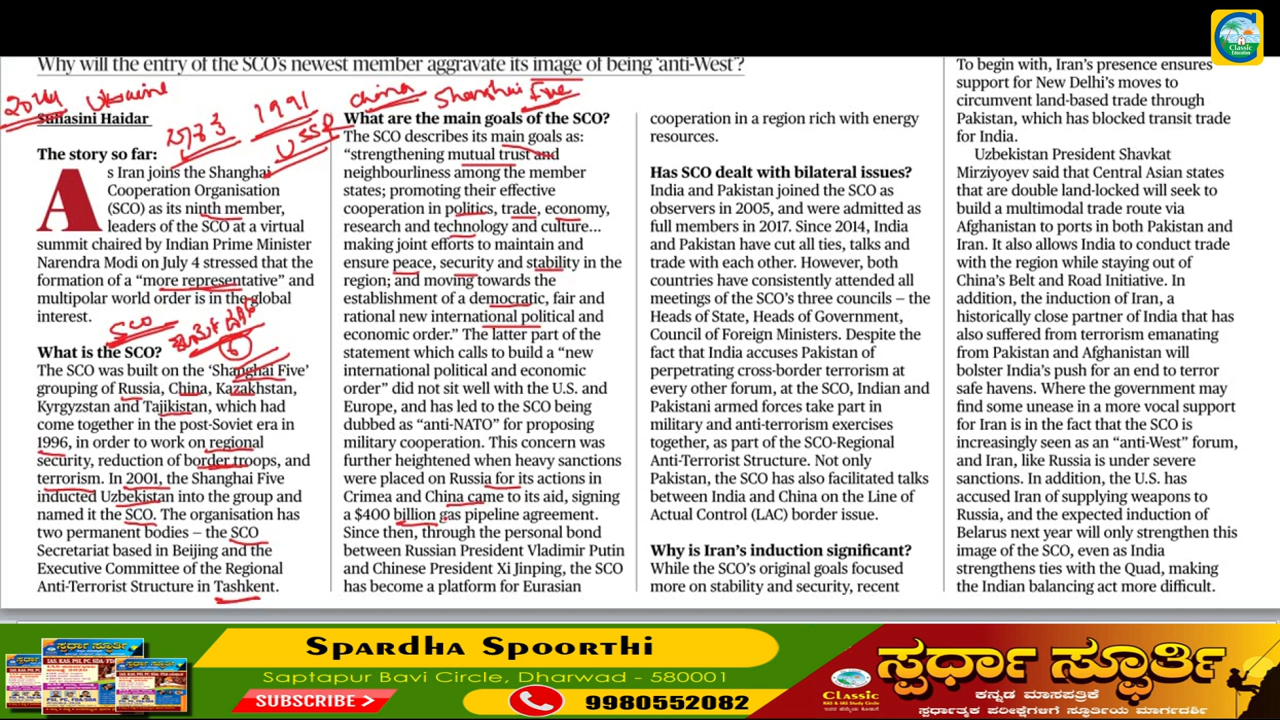 Classic
Education
Why will the entry of the SCO's newest member aggravate its image of being 'anti-West'?
2014 Ukraine
1991
USSR
China Shanghai Five
Suhasini Haidar
The story so far:
As Iran joins the Shanghai
Cooperation Organisation
(SCO) as its ninth member,
leaders of the SCO at a virtual
summit chaired by Indian Prime Minister
Narendra Modi on July 4 stressed that the
formation of a "more representative" and
multipolar world order is in the global
interest.
SCO
6
What is the SCO?
The SCO was built on the 'Shanghai Five'
grouping of Russia, China, Kazakhstan,
Kyrgyzstan and Tajikistan, which had
come together in the post-Soviet era in
1996, in order to work on regional
security, reduction of border troops, and
terrorism. In 2001, the Shanghai Five
inducted Uzbekistan into the group and
named it the SCO. The organisation has
two permanent bodies – the SCO
Secretariat based in Beijing and the
Executive Committee of the Regional
Anti-Terrorist Structure in Tashkent.
What are the main goals of the SCO?
The SCO describes its main goals as:
"strengthening mutual trust and
neighbourliness among the member
states; promoting their effective
cooperation in politics, trade, economy,
research and technology and culture...
making joint efforts to maintain and
ensure peace, security and stability in the
region; and moving towards the
establishment of a democratic, fair and
rational new international political and
economic order." The latter part of the
statement which calls to build a "new
international political and economic
order" did not sit well with the U.S. and
Europe, and has led to the SCO being
dubbed as "anti-NATO" for proposing
military cooperation. This concern was
further heightened when heavy sanctions
were placed on Russia for its actions in
Crimea and China came to its aid, signing
a $400 billion gas pipeline agreement.
Since then, through the personal bond
between Russian President Vladimir Putin
and Chinese President Xi Jinping, the SCO
has become a platform for Eurasian
cooperation in a region rich with energy
resources.
Has SCO dealt with bilateral issues?
India and Pakistan joined the SCO as
observers in 2005, and were admitted as
full members in 2017. Since 2014, India
and Pakistan have cut all ties, talks and
trade with each other. However, both
countries have consistently attended all
meetings of the SCO's three councils – the
Heads of State, Heads of Government,
Council of Foreign Ministers. Despite the
fact that India accuses Pakistan of
perpetrating cross-border terrorism at
every other forum, at the SCO, Indian and
Pakistani armed forces take part in
military and anti-terrorism exercises
together, as part of the SCO-Regional
Anti-Terrorist Structure. Not only
Pakistan, the SCO has also facilitated talks
between India and China on the Line of
Actual Control (LAC) border issue.
Why is Iran's induction significant?
While the SCO's original goals focused
more on stability and security, recent
To begin with, Iran's presence ensures
support for New Delhi's moves to
circumvent land-based trade through
Pakistan, which has blocked transit trade
for India.
Uzbekistan President Shavkat
Mirziyoyev said that Central Asian states
that are double land-locked will seek to
build a multimodal trade route via
Afghanistan to ports in both Pakistan and
Iran. It also allows India to conduct trade
with the region while staying out of
China's Belt and Road Initiative. In
addition, the induction of Iran, a
historically close partner of India that has
also suffered from terrorism emanating
from Pakistan and Afghanistan will
bolster India's push for an end to terror
safe havens. Where the government may
find some unease in a more vocal support
for Iran is in the fact that the SCO is
increasingly seen as an "anti-West" forum,
and Iran, like Russia is under severe
sanctions. In addition, the U.S. has
accused Iran of supplying weapons to
Russia, and the expected induction of
Belarus next year will only strengthen this
image of the SCO, even as India
strengthens ties with the Quad, making
the Indian balancing act more difficult.
Spardha Spoorthi
Saptapur Bavi Circle, Dharwad - 580001
SUBSCRIBE
9980552082
Classic
KAS & IAS Study Circle
ಸ್ಪರ್ಧಾ ಸ್ಫೂರ್ತಿ
ಕನ್ನಡ ಮಾಸಪತ್ರಿಕೆ
ಸ್ಪರ್ಧಾತ್ಮಕ ಪರೀಕ್ಷೆಗಳಿಗೆ ಸ್ಫೂರ್ತಿಯ ಮಾರ್ಗದರ್ಶಿ